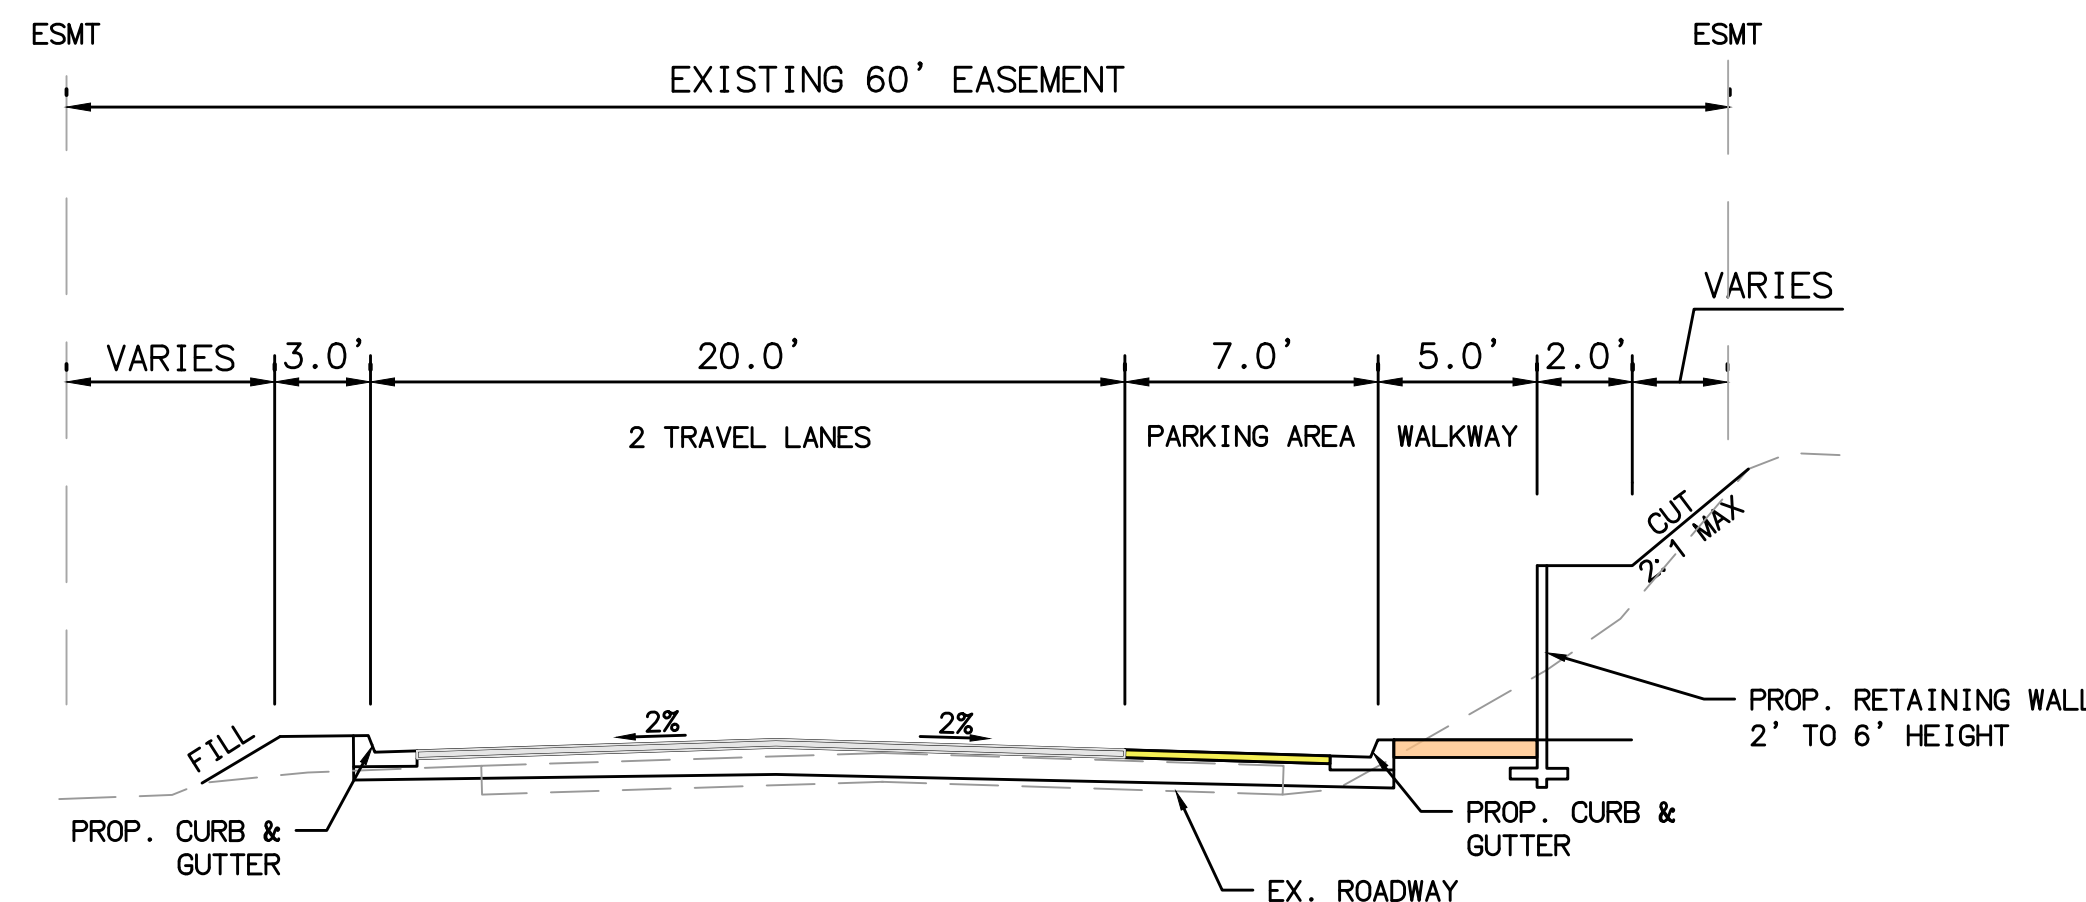 ESMT
ESMT
EXISTING 60' EASEMENT
VARIES
VARIES
3.0'
20.0'
7.0'
5.0'
2.0'
2 TRAVEL LANES
PARKING AREA
WALKWAY
CUT
2:1 MAX
FILL
2%
2%
PROP. RETAINING WALL
2' TO 6' HEIGHT
PROP. CURB &
GUTTER
PROP. CURB &
GUTTER
EX. ROADWAY